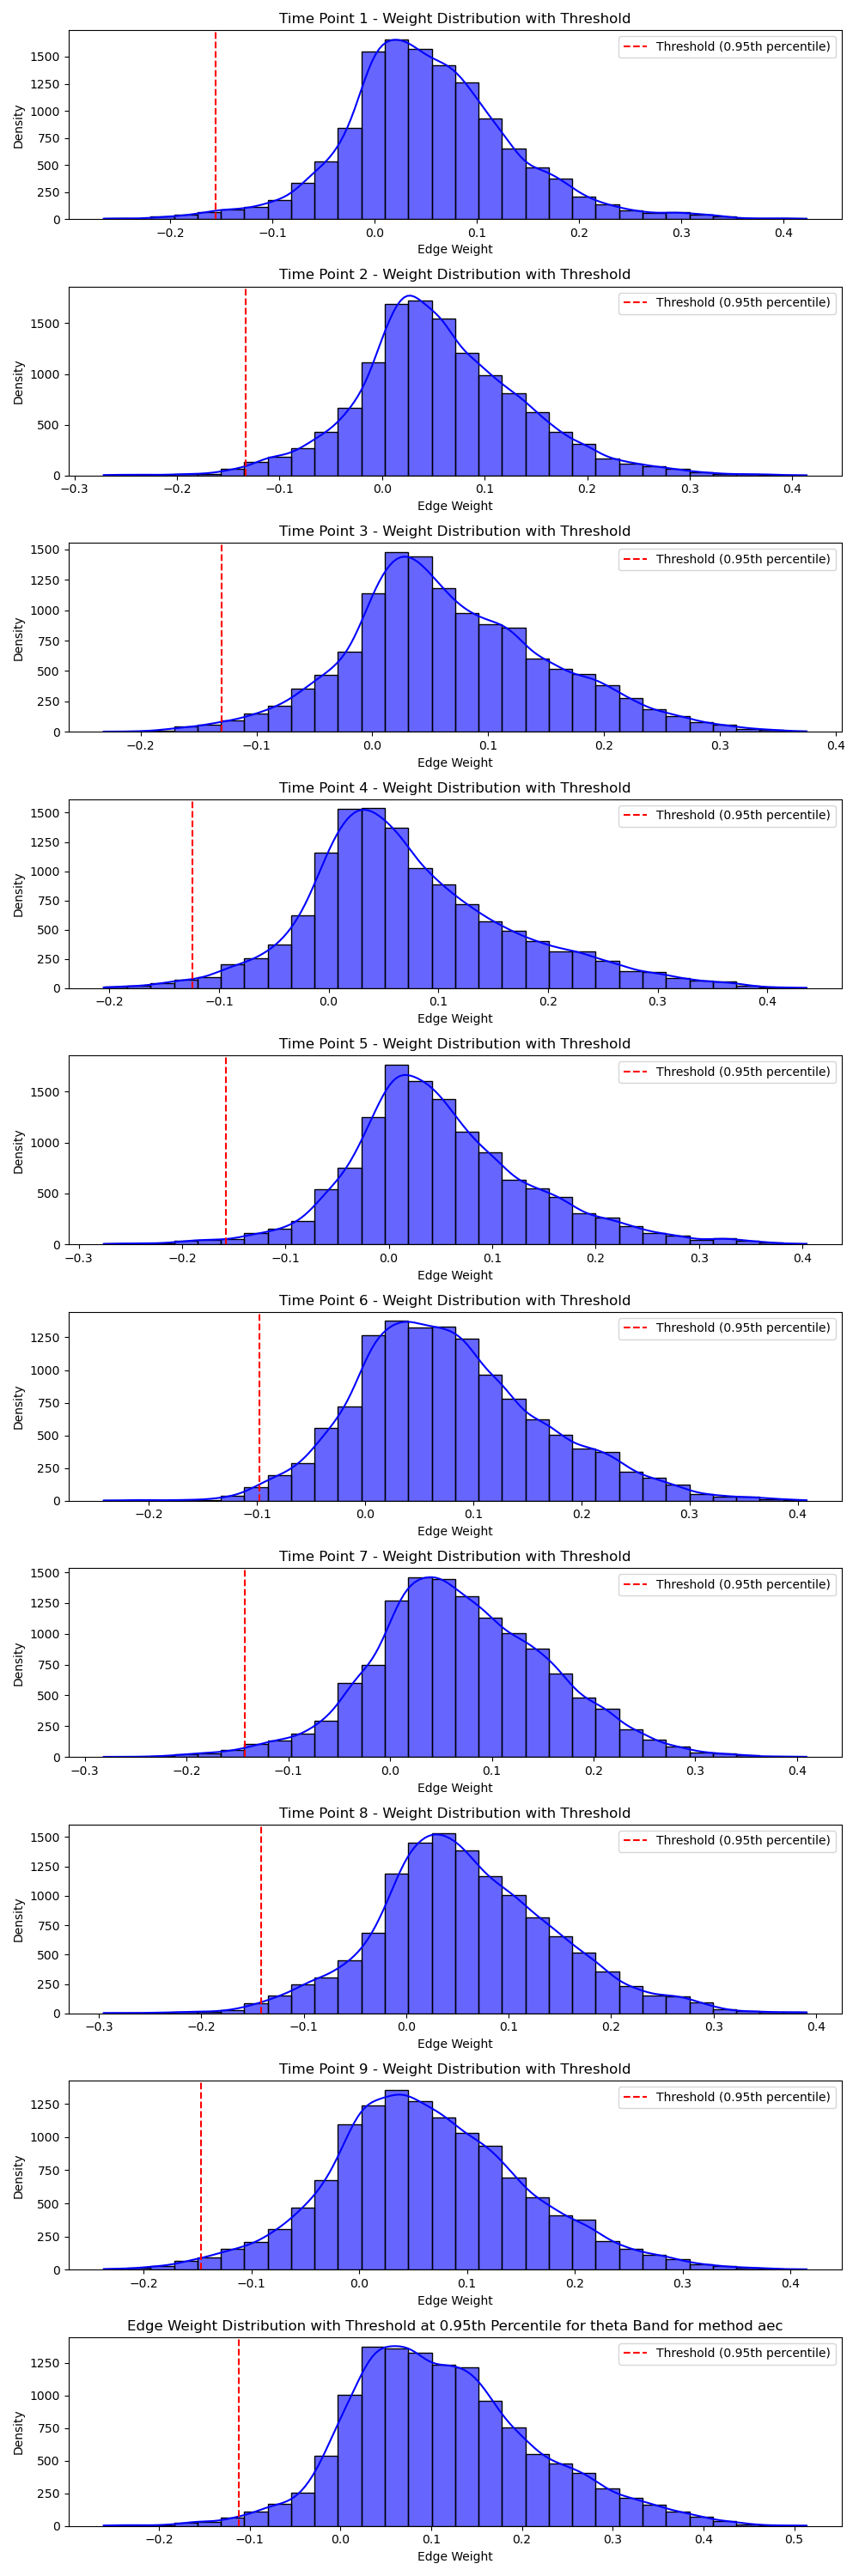 Time Point 1 - Weight Distribution with Threshold
Threshold (0.95th percentile)
Density
1500
1250
1000
750
500
250
0
−0.2 −0.1 0.0 0.1 0.2 0.3 0.4
Edge Weight
Time Point 2 - Weight Distribution with Threshold
Threshold (0.95th percentile)
Density
1500
1000
500
0
−0.3 −0.2 −0.1 0.0 0.1 0.2 0.3 0.4
Edge Weight
Time Point 3 - Weight Distribution with Threshold
Threshold (0.95th percentile)
Density
1500
1250
1000
750
500
250
0
−0.2 −0.1 0.0 0.1 0.2 0.3 0.4
Edge Weight
Time Point 4 - Weight Distribution with Threshold
Threshold (0.95th percentile)
Density
1500
1250
1000
750
500
250
0
−0.2 −0.1 0.0 0.1 0.2 0.3 0.4
Edge Weight
Time Point 5 - Weight Distribution with Threshold
Threshold (0.95th percentile)
Density
1500
1000
500
0
−0.3 −0.2 −0.1 0.0 0.1 0.2 0.3 0.4
Edge Weight
Time Point 6 - Weight Distribution with Threshold
Threshold (0.95th percentile)
Density
1250
1000
750
500
250
0
−0.2 −0.1 0.0 0.1 0.2 0.3 0.4
Edge Weight
Time Point 7 - Weight Distribution with Threshold
Threshold (0.95th percentile)
Density
1500
1250
1000
750
500
250
0
−0.3 −0.2 −0.1 0.0 0.1 0.2 0.3 0.4
Edge Weight
Time Point 8 - Weight Distribution with Threshold
Threshold (0.95th percentile)
Density
1500
1250
1000
750
500
250
0
−0.3 −0.2 −0.1 0.0 0.1 0.2 0.3 0.4
Edge Weight
Time Point 9 - Weight Distribution with Threshold
Threshold (0.95th percentile)
Density
1250
1000
750
500
250
0
−0.2 −0.1 0.0 0.1 0.2 0.3 0.4
Edge Weight
Edge Weight Distribution with Threshold at 0.95th Percentile for theta Band for method aec
Threshold (0.95th percentile)
Density
1250
1000
750
500
250
0
−0.2 −0.1 0.0 0.1 0.2 0.3 0.4 0.5
Edge Weight